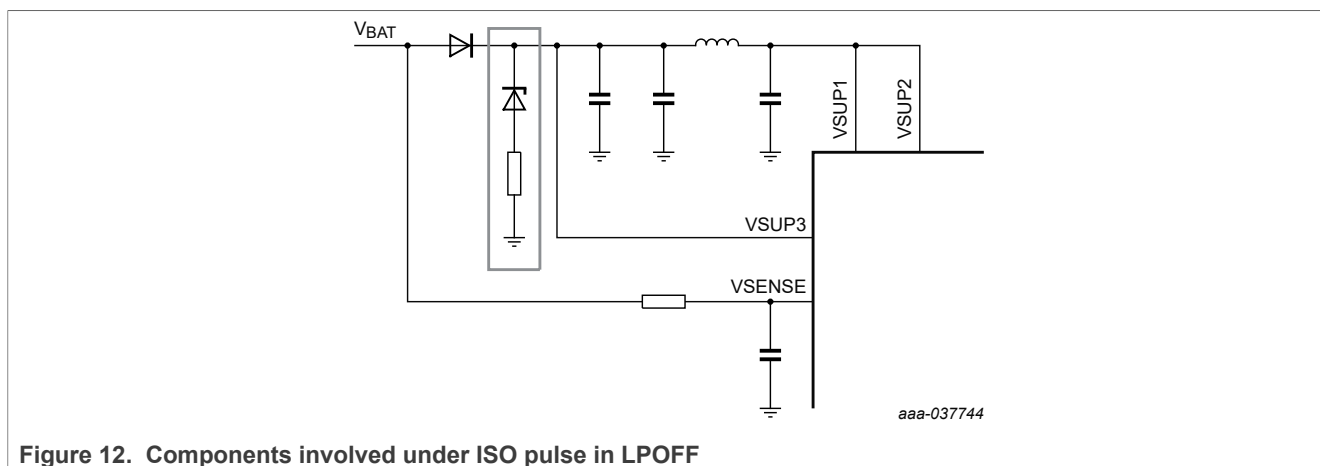 VBAT
VSUP1
VSUP2
VSUP3
VSENSE
aaa-037744
Figure 12. Components involved under ISO pulse in LPOFF